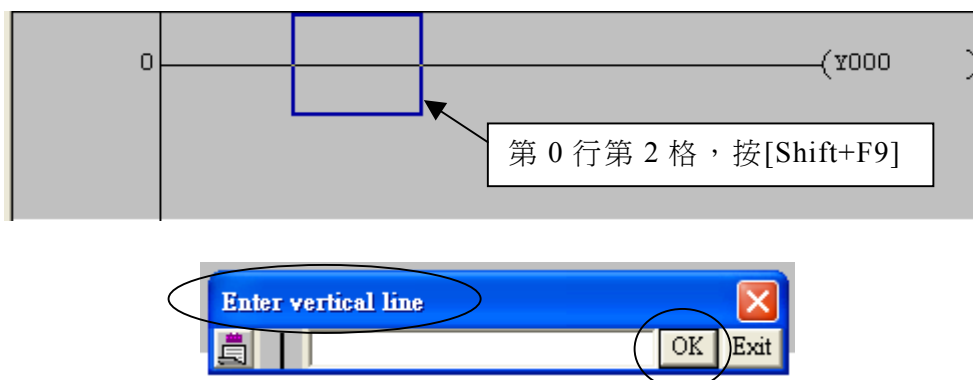 0
(Y000 )
第 0 行第 2 格，按[Shift+F9]
Enter vertical line
OK Exit